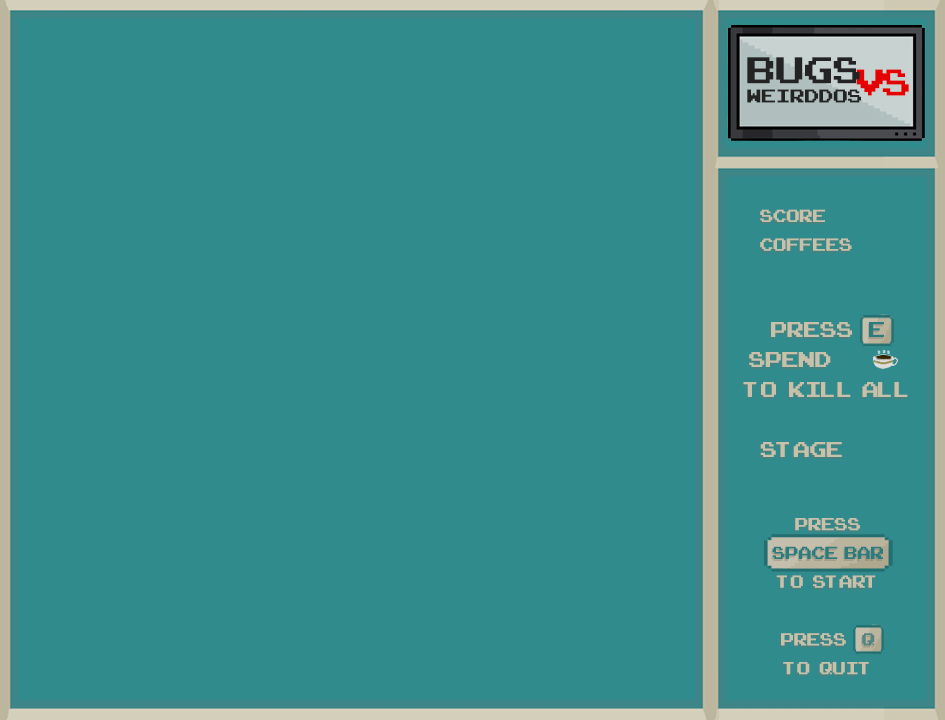 BUGS VS
WEIRDDOS
SCORE
COFFEES
PRESS E
SPEND
TO KILL ALL
STAGE
PRESS
SPACE BAR
TO START
PRESS Q
TO QUIT